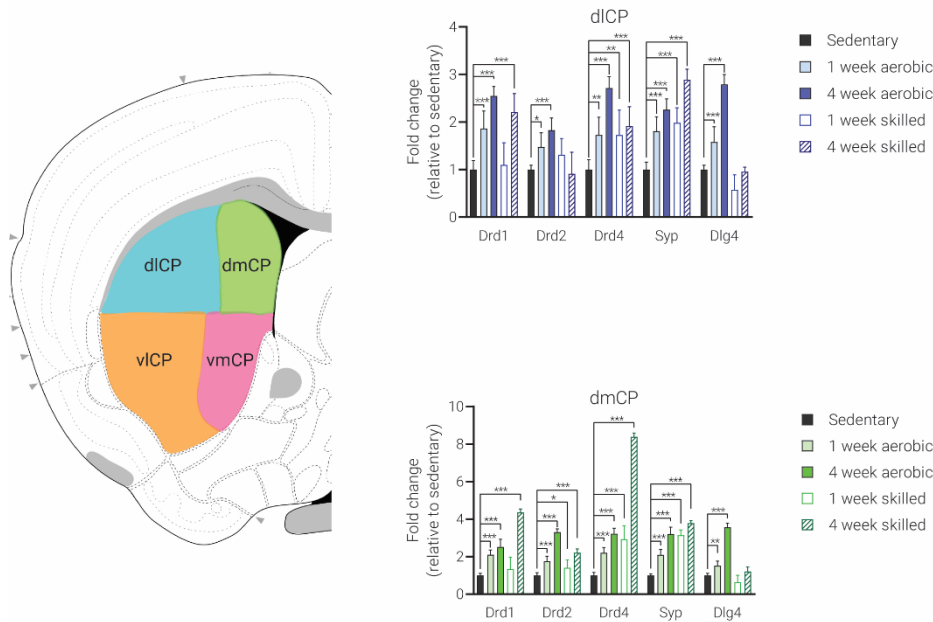 dlCP
dmCP
vlCP
vmCP
dlCP
Fold change
(relative to sedentary)
4
3
2
1
0
***
***
***
*
***
**
***
**
***
***
***
***
***
***
***
Drd1
Drd2
Drd4
Syp
Dlg4
Sedentary
1 week aerobic
4 week aerobic
1 week skilled
4 week skilled
dmCP
Fold change
(relative to sedentary)
10
8
6
4
2
0
***
***
***
***
***
*
***
***
***
***
***
***
***
***
***
**
***
Drd1
Drd2
Drd4
Syp
Dlg4
Sedentary
1 week aerobic
4 week aerobic
1 week skilled
4 week skilled